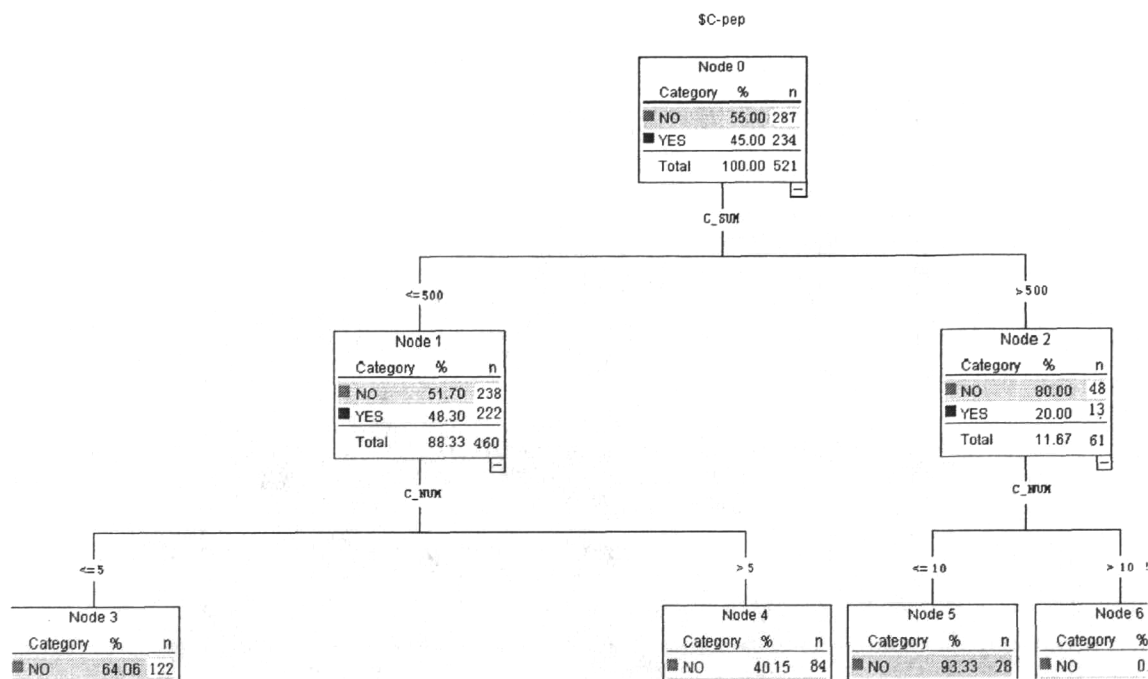 $C-pep
Node 0
Category % n
NO 55.00 287
YES 45.00 234
Total 100.00 521
C_SUM
<=500
>500
Node 1
Category % n
NO 51.70 238
YES 48.30 222
Total 88.33 460
Node 2
Category % n
NO 80.00 48
YES 20.00 13
Total 11.67 61
C_NUM
C_NUM
<=5
>5
<=10
>10
Node 3
Category % n
NO 64.06 122
Node 4
Category % n
NO 40.15 84
Node 5
Category % n
NO 93.33 28
Node 6
Category %
NO 0